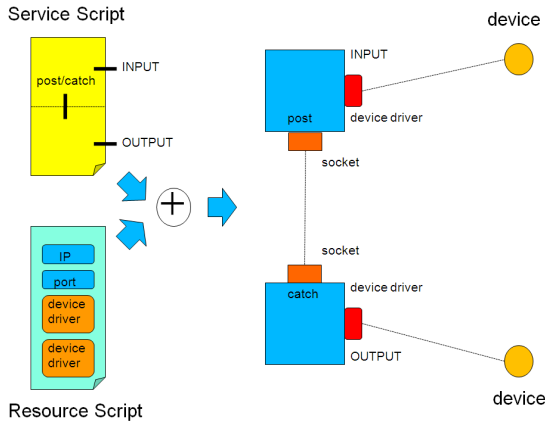 Service Script
post/catch
INPUT
OUTPUT
IP
port
device
driver
device
driver
Resource Script
INPUT
device
post
device driver
socket
socket
catch
device driver
OUTPUT
device